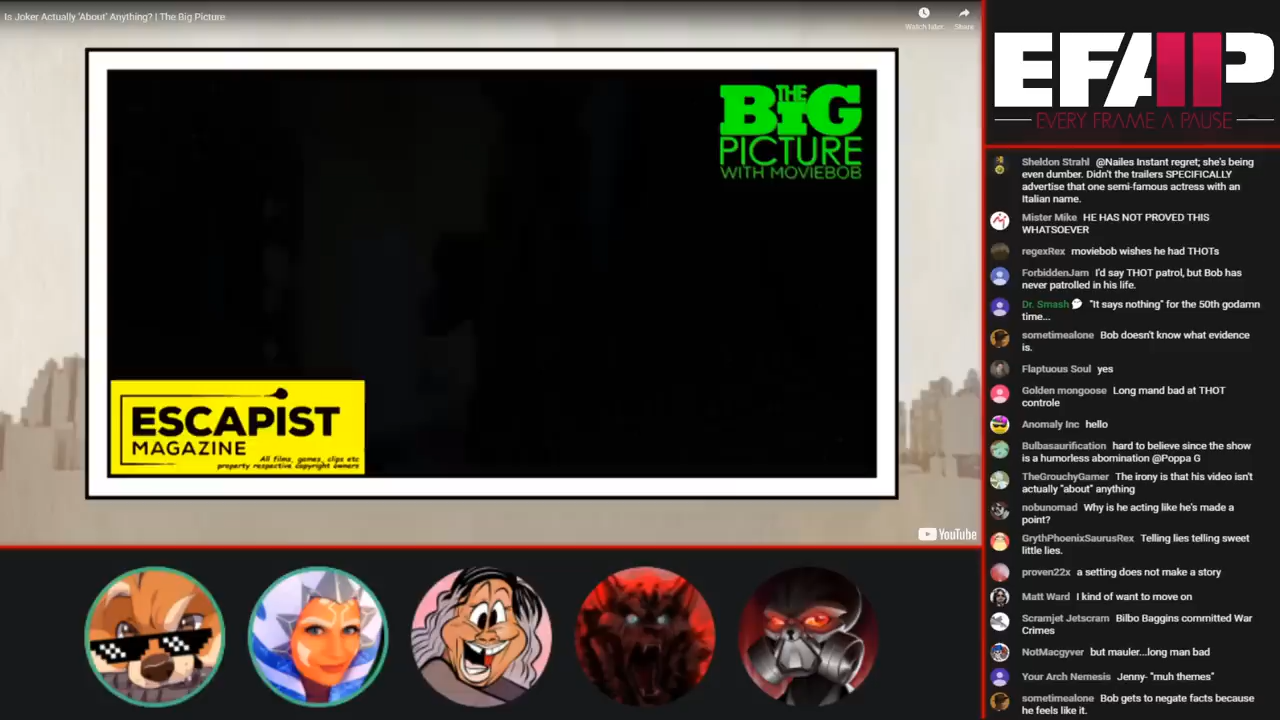 Is Joker Actually 'About' Anything? | The Big Picture
Watch later
Share
THE
BIG
PICTURE
WITH MOVIEBOB
ESCAPIST
MAGAZINE
All films, games, clips etc
property respective copyright owners
YouTube
EFAP
EVERY FRAME A PAUSE
Sheldon Strahl @Nailes Instant regret; she's being
even dumber. Didn't the trailers SPECIFICALLY
advertise that one semi-famous actress with an
Italian name.
Mister Mike HE HAS NOT PROVED THIS
WHATSOEVER
regexRex moviebob wishes he had THOTs
ForbiddenJam I'd say THOT patrol, but Bob has
never patrolled in his life.
Dr. Smash "It says nothing" for the 50th godamn
time...
sometimealone Bob doesn't know what evidence
is.
Flaptuous Soul yes
Golden mongoose Long mand bad at THOT
controle
Anomaly Inc hello
Bulbasaurification hard to believe since the show
is a humorless abomination @Poppa G
TheGrouchyGamer The irony is that his video isn't
actually "about" anything
nobunomad Why is he acting like he's made a
point?
GrythPhoenixSaurusRex Telling lies telling sweet
little lies.
proven22x a setting does not make a story
Matt Ward I kind of want to move on
Scramjet Jetscram Bilbo Baggins committed War
Crimes
NotMacgyver but mauler...long man bad
Your Arch Nemesis Jenny- "muh themes"
sometimealone Bob gets to negate facts because
he feels like it.